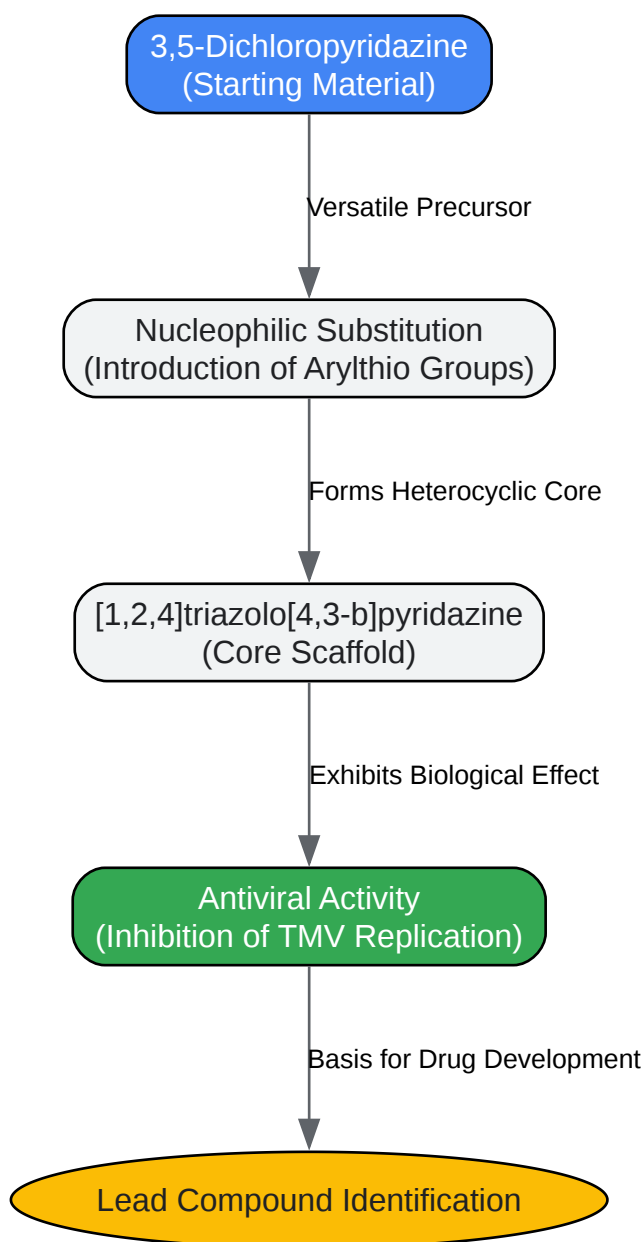 3,5-Dichloropyridazine
(Starting Material)
Versatile Precursor
Nucleophilic Substitution
(Introduction of Arylthio Groups)
Forms Heterocyclic Core
[1,2,4]triazolo[4,3-b]pyridazine
(Core Scaffold)
Exhibits Biological Effect
Antiviral Activity
(Inhibition of TMV Replication)
Basis for Drug Development
Lead Compound Identification